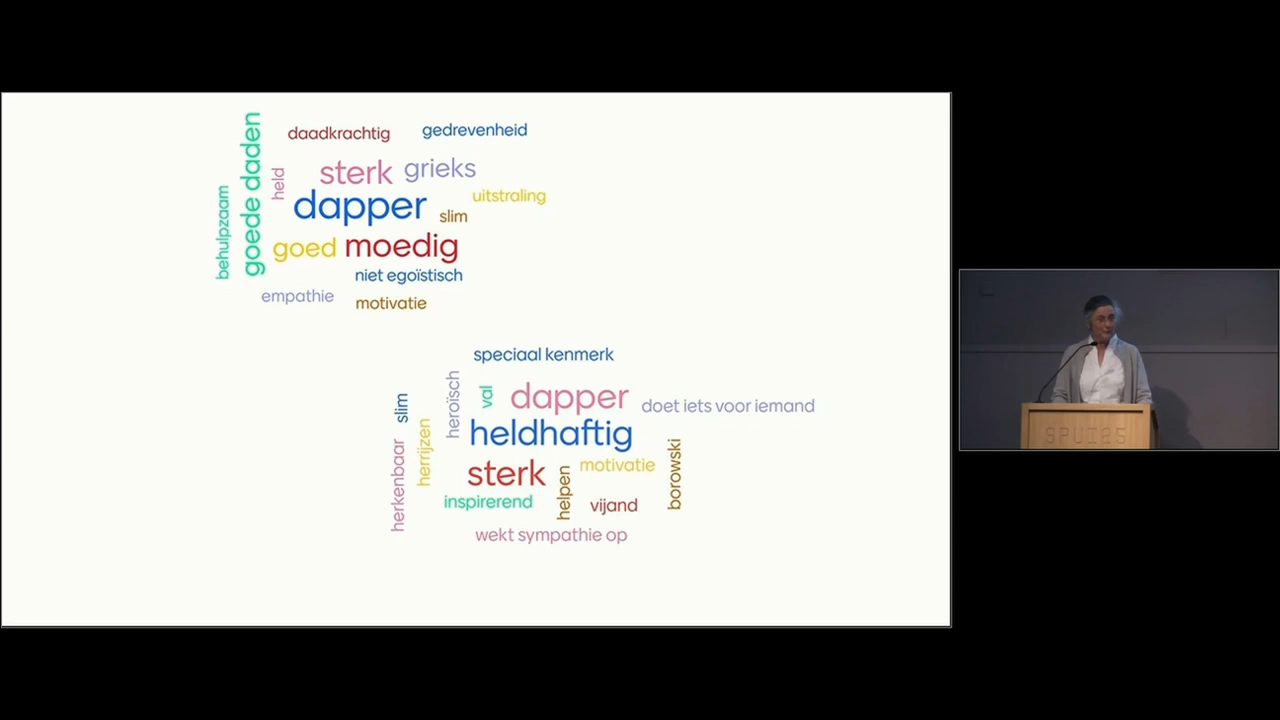 daadkrachtig
gedrevenheid
goede daden
behulpzaam
held
sterk
grieks
dapper
uitstraling
slim
goed
moedig
niet egoïstisch
empathie
motivatie
speciaal kenmerk
slim
heroïsch
val
dapper
doet iets voor iemand
herrijzen
heldhaftig
herkenbaar
sterk
motivatie
borowski
inspirerend
helpen
vijand
wekt sympathie op
SPUI25